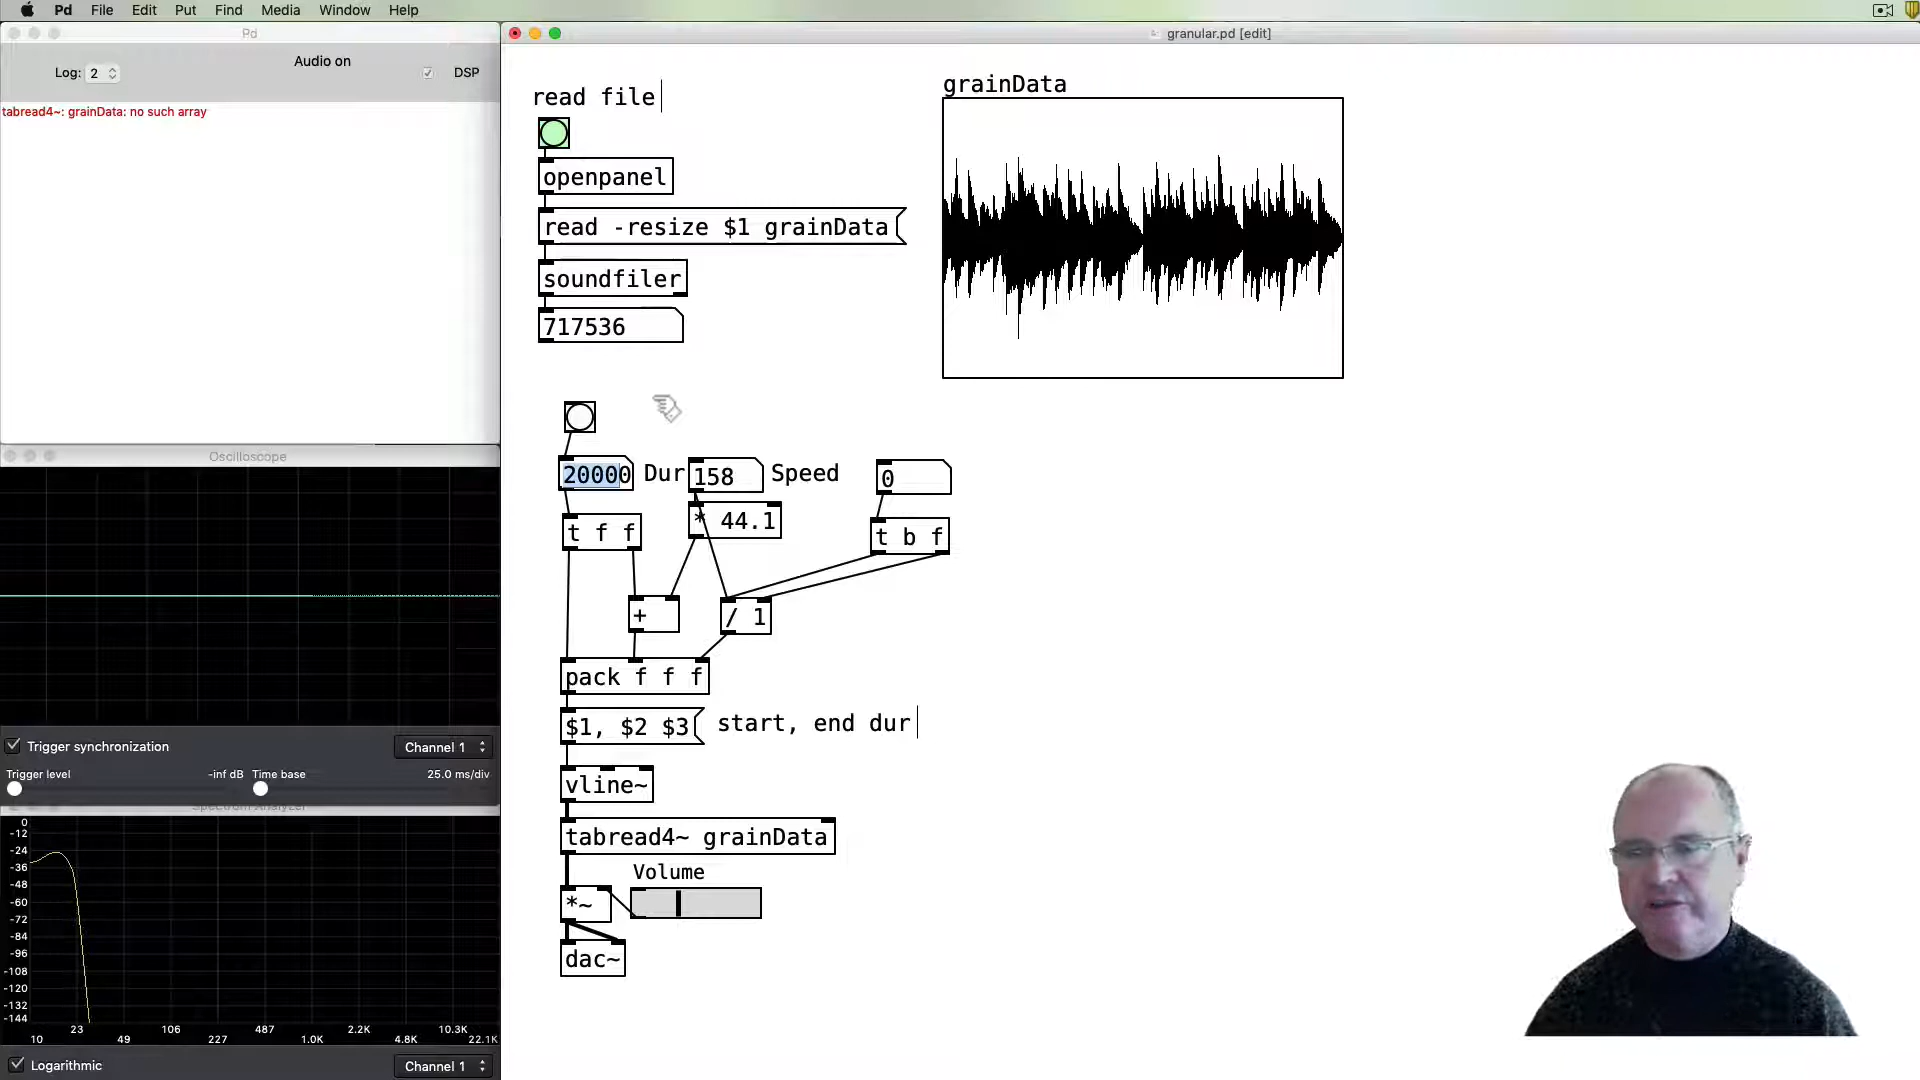 Pd File Edit Put Find Media Window Help
Pd
Audio on
Log: 2
DSP
tabread4~: grainData: no such array
Oscilloscope
Trigger synchronization
Channel 1
Trigger level
-inf dB
Time base
25.0 ms/div
Spectrum Analyzer
0
-12
-24
-36
-48
-60
-72
-84
-96
-108
-120
-132
-144
23 106 487 2.2K 10.3K
10 49 227 1.0K 4.8K 22.1K
Logarithmic
Channel 1
granular.pd [edit]
read file
openpanel
read -resize $1 grainData
soundfiler
717536
grainData
20000 Dur 158 Speed 0
* 44.1
t f f
t b f
+
/ 1
pack f f f
$1, $2 $3 start, end dur
vline~
tabread4~ grainData
Volume
*~
dac~